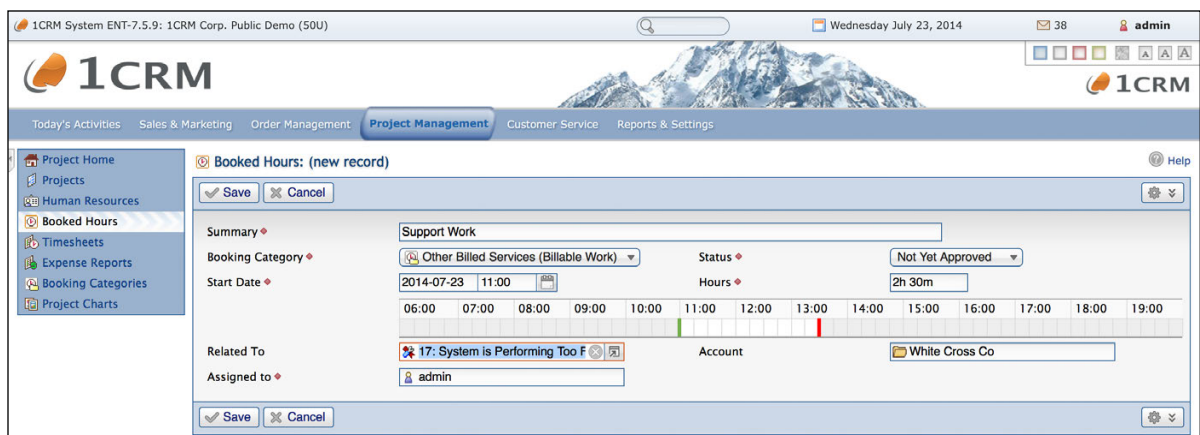 1CRM System ENT-7.5.9: 1CRM Corp. Public Demo (50U) Wednesday July 23, 2014 38 admin
A A A
1CRM 1CRM
Today's Activities Sales & Marketing Order Management Project Management Customer Service Reports & Settings
Project Home
Projects
Human Resources
Booked Hours
Timesheets
Expense Reports
Booking Categories
Project Charts
Booked Hours: (new record) Help
Save Cancel
Summary Support Work
Booking Category Other Billed Services (Billable Work) Status Not Yet Approved
Start Date 2014-07-23 11:00 Hours 2h 30m
06:00 07:00 08:00 09:00 10:00 11:00 12:00 13:00 14:00 15:00 16:00 17:00 18:00 19:00
Related To 17: System is Performing Too F Account White Cross Co
Assigned to admin
Save Cancel